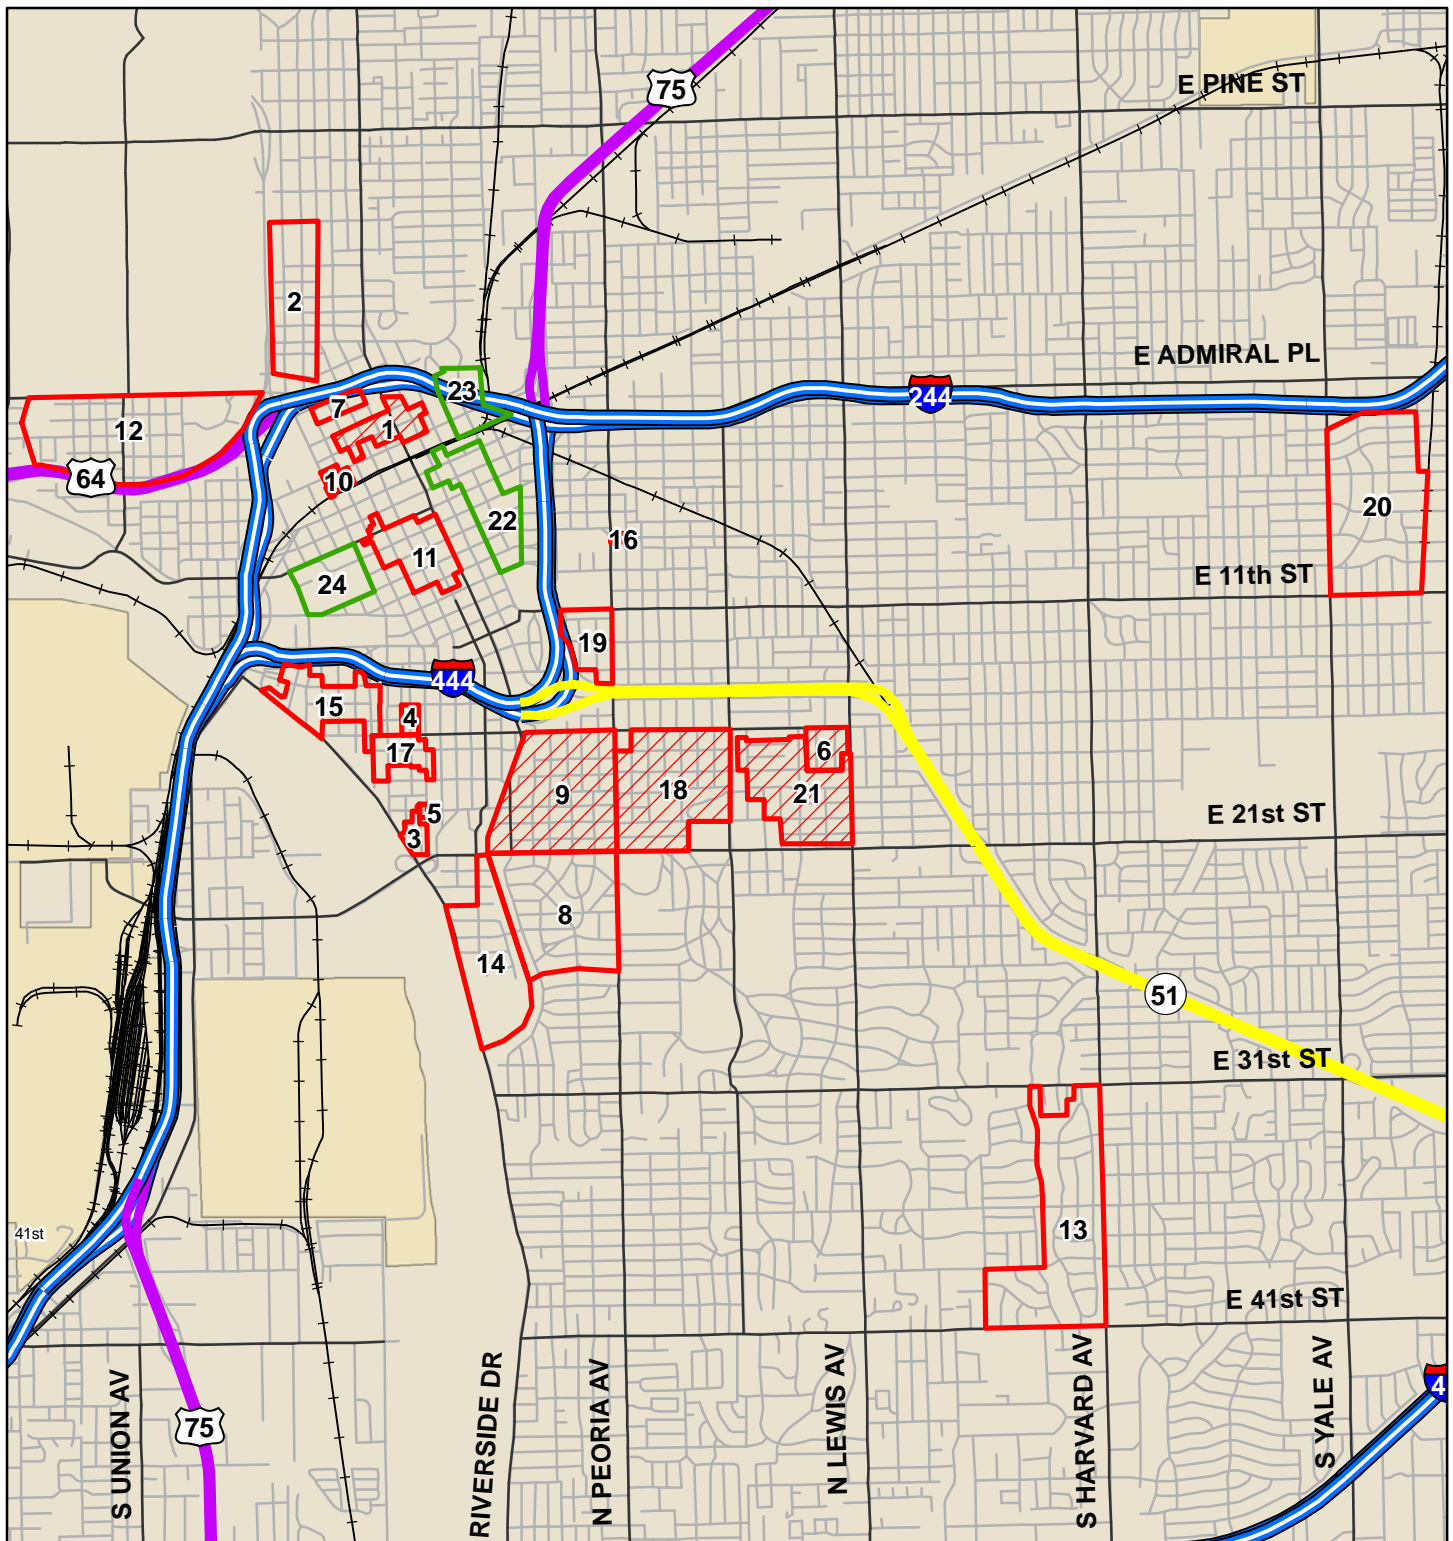 75
E PINE ST
2
E ADMIRAL PL
23
244
7
12
1
64
10
20
22
16
11
E 11th ST
24
19
444
15
4
17
6
9
18
21
5
E 21st ST
3
8
14
51
E 31st ST
13
41st
E 41st ST
4
S UNION AV
75
RIVERSIDE DR
N PEORIA AV
N LEWIS AV
S HARVARD AV
S YALE AV